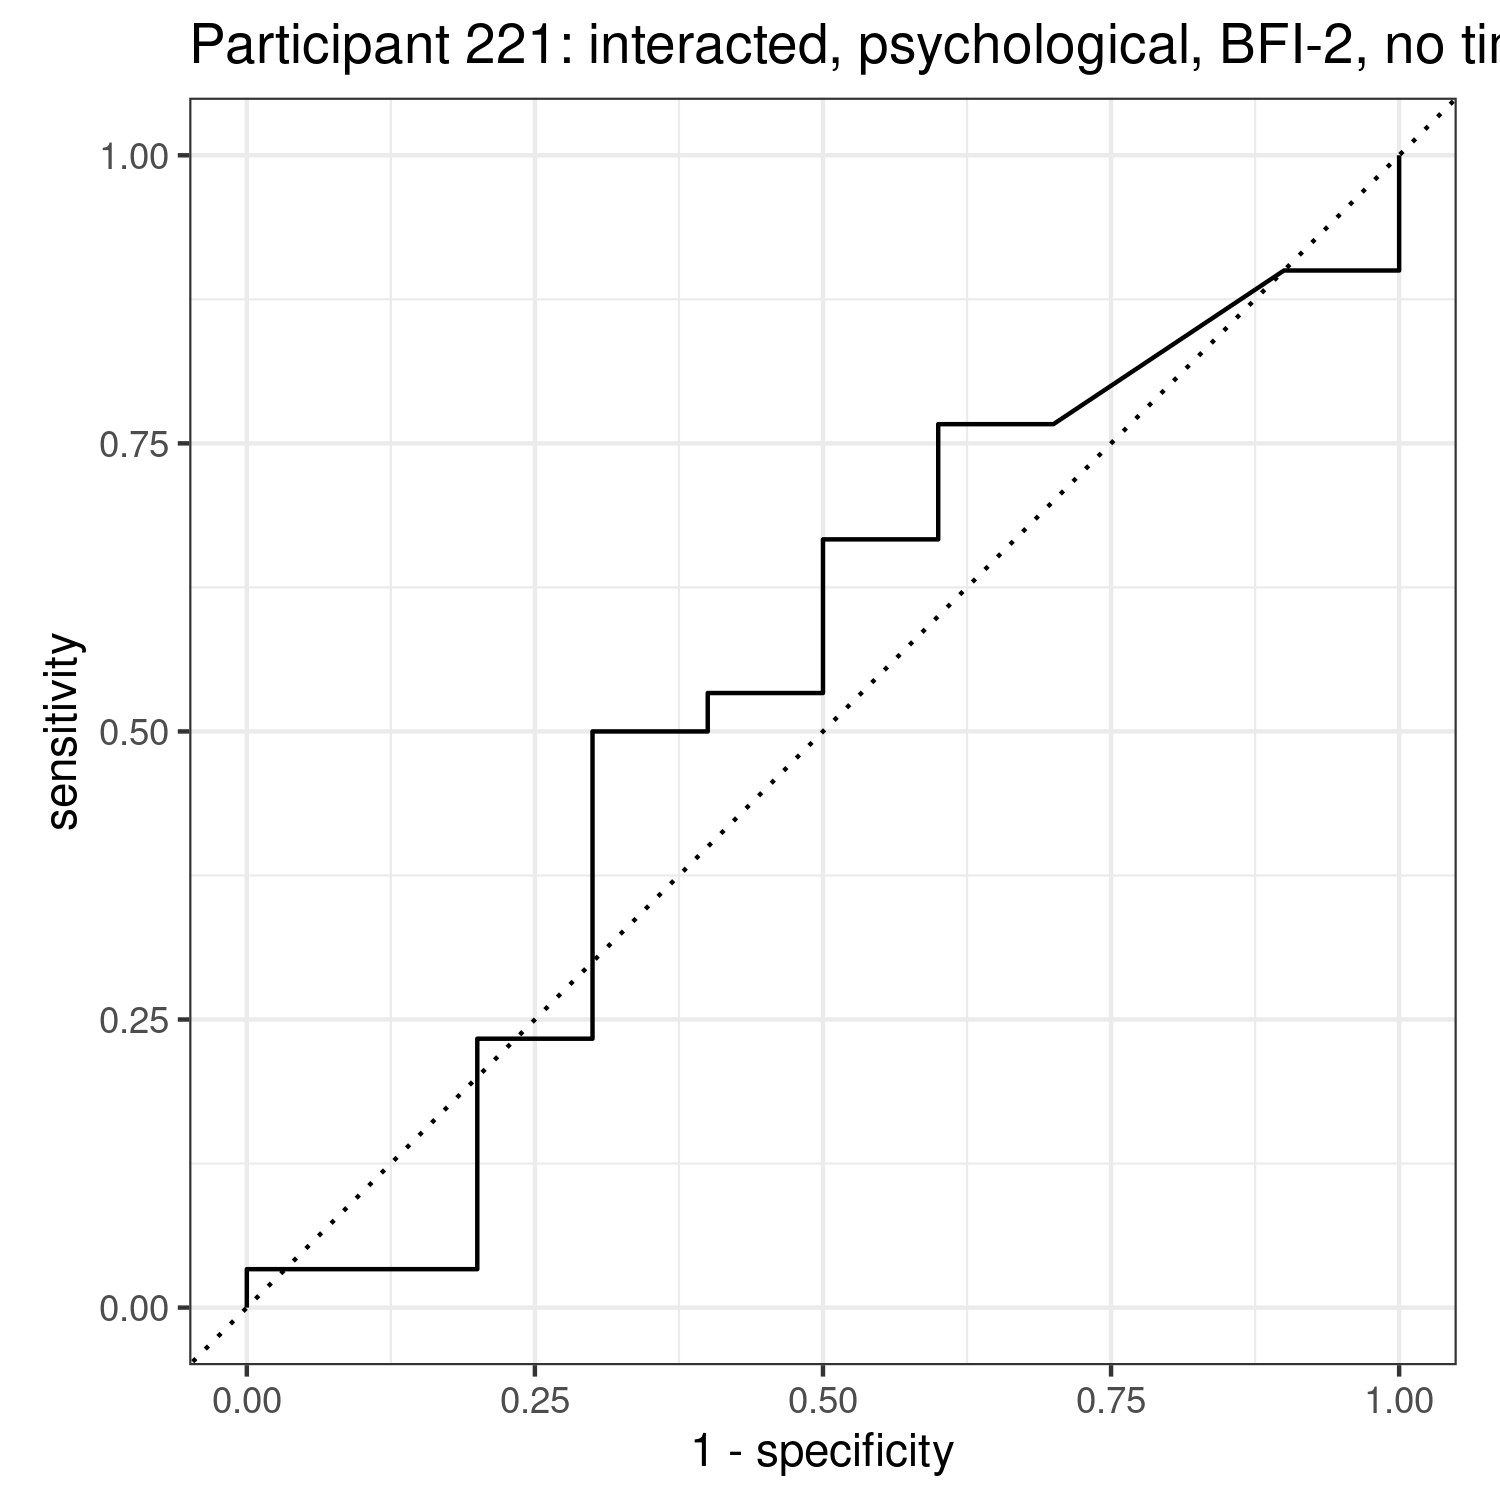 Participant 221: interacted, psychological, BFI-2, no
1.00
0.75
0.50
0.25
0.00
sensitivity
0.00 0.25 0.50 0.75 1.00
1 - specificity